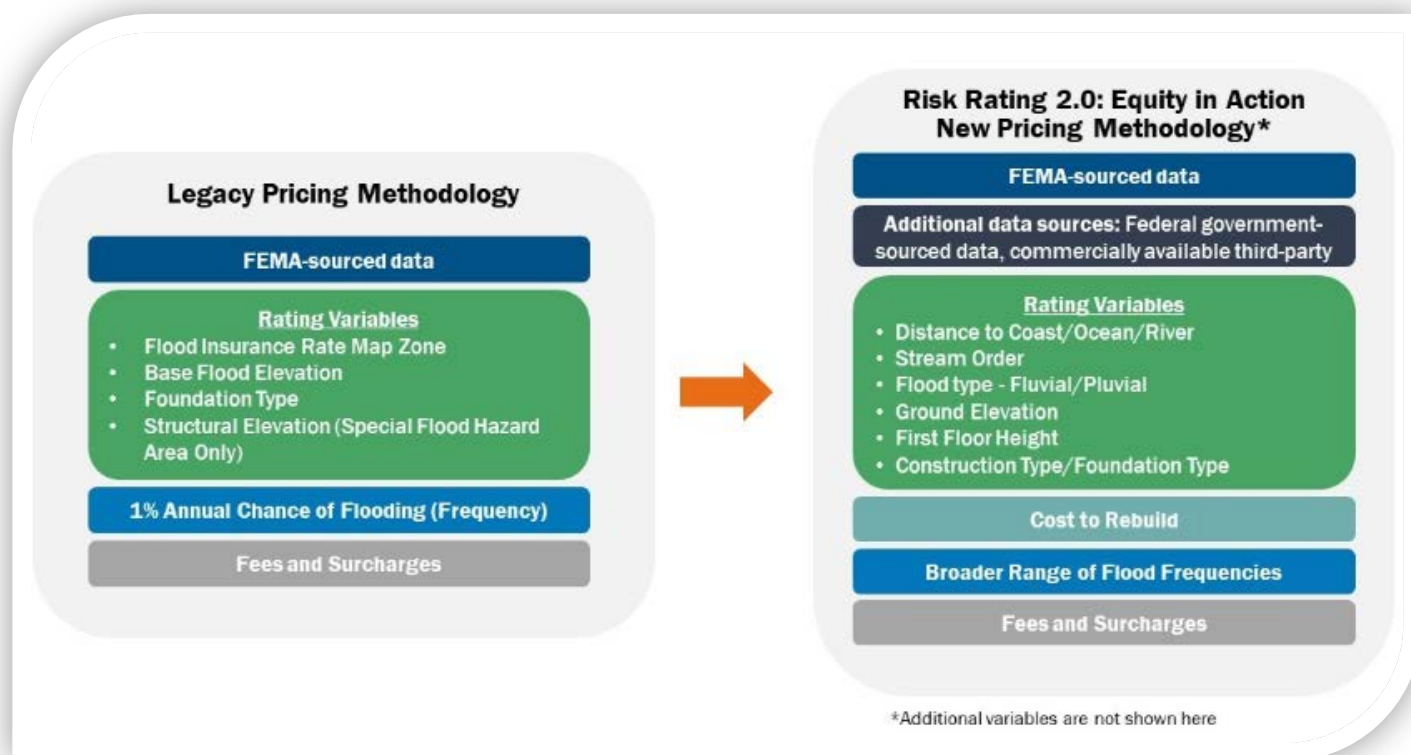 Legacy Pricing Methodology
FEMA-sourced data
Rating Variables
• Flood Insurance Rate Map Zone
• Base Flood Elevation
• Foundation Type
• Structural Elevation (Special Flood Hazard
Area Only)
1% Annual Chance of Flooding (Frequency)
Fees and Surcharges
Risk Rating 2.0: Equity in Action
New Pricing Methodology*
FEMA-sourced data
Additional data sources: Federal government-
sourced data, commercially available third-party
Rating Variables
• Distance to Coast/Ocean/River
• Stream Order
• Flood type - Fluvial/Pluvial
• Ground Elevation
• First Floor Height
• Construction Type/Foundation Type
Cost to Rebuild
Broader Range of Flood Frequencies
Fees and Surcharges
*Additional variables are not shown here